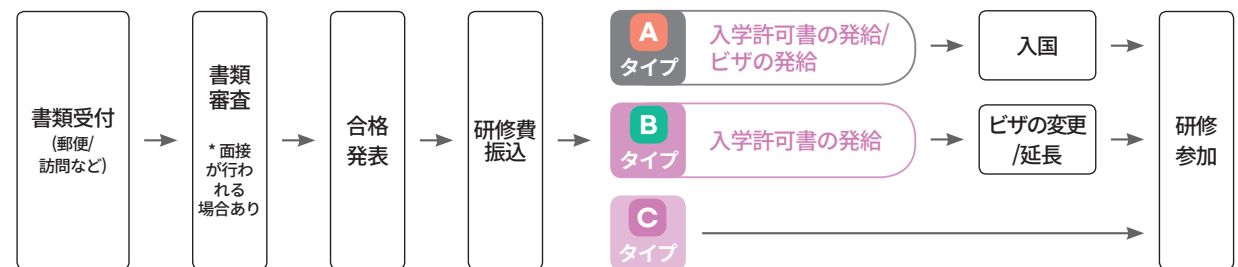 書類受付
(郵便/
訪問など)
書類
審査
* 面接
が行わ
れる
場合あり
合格
発表
研修費
振込
A
タイプ
入学許可書の発給/
ビザの発給
入国
B
タイプ
入学許可書の発給
ビザの変更
/延長
C
タイプ
研修
参加